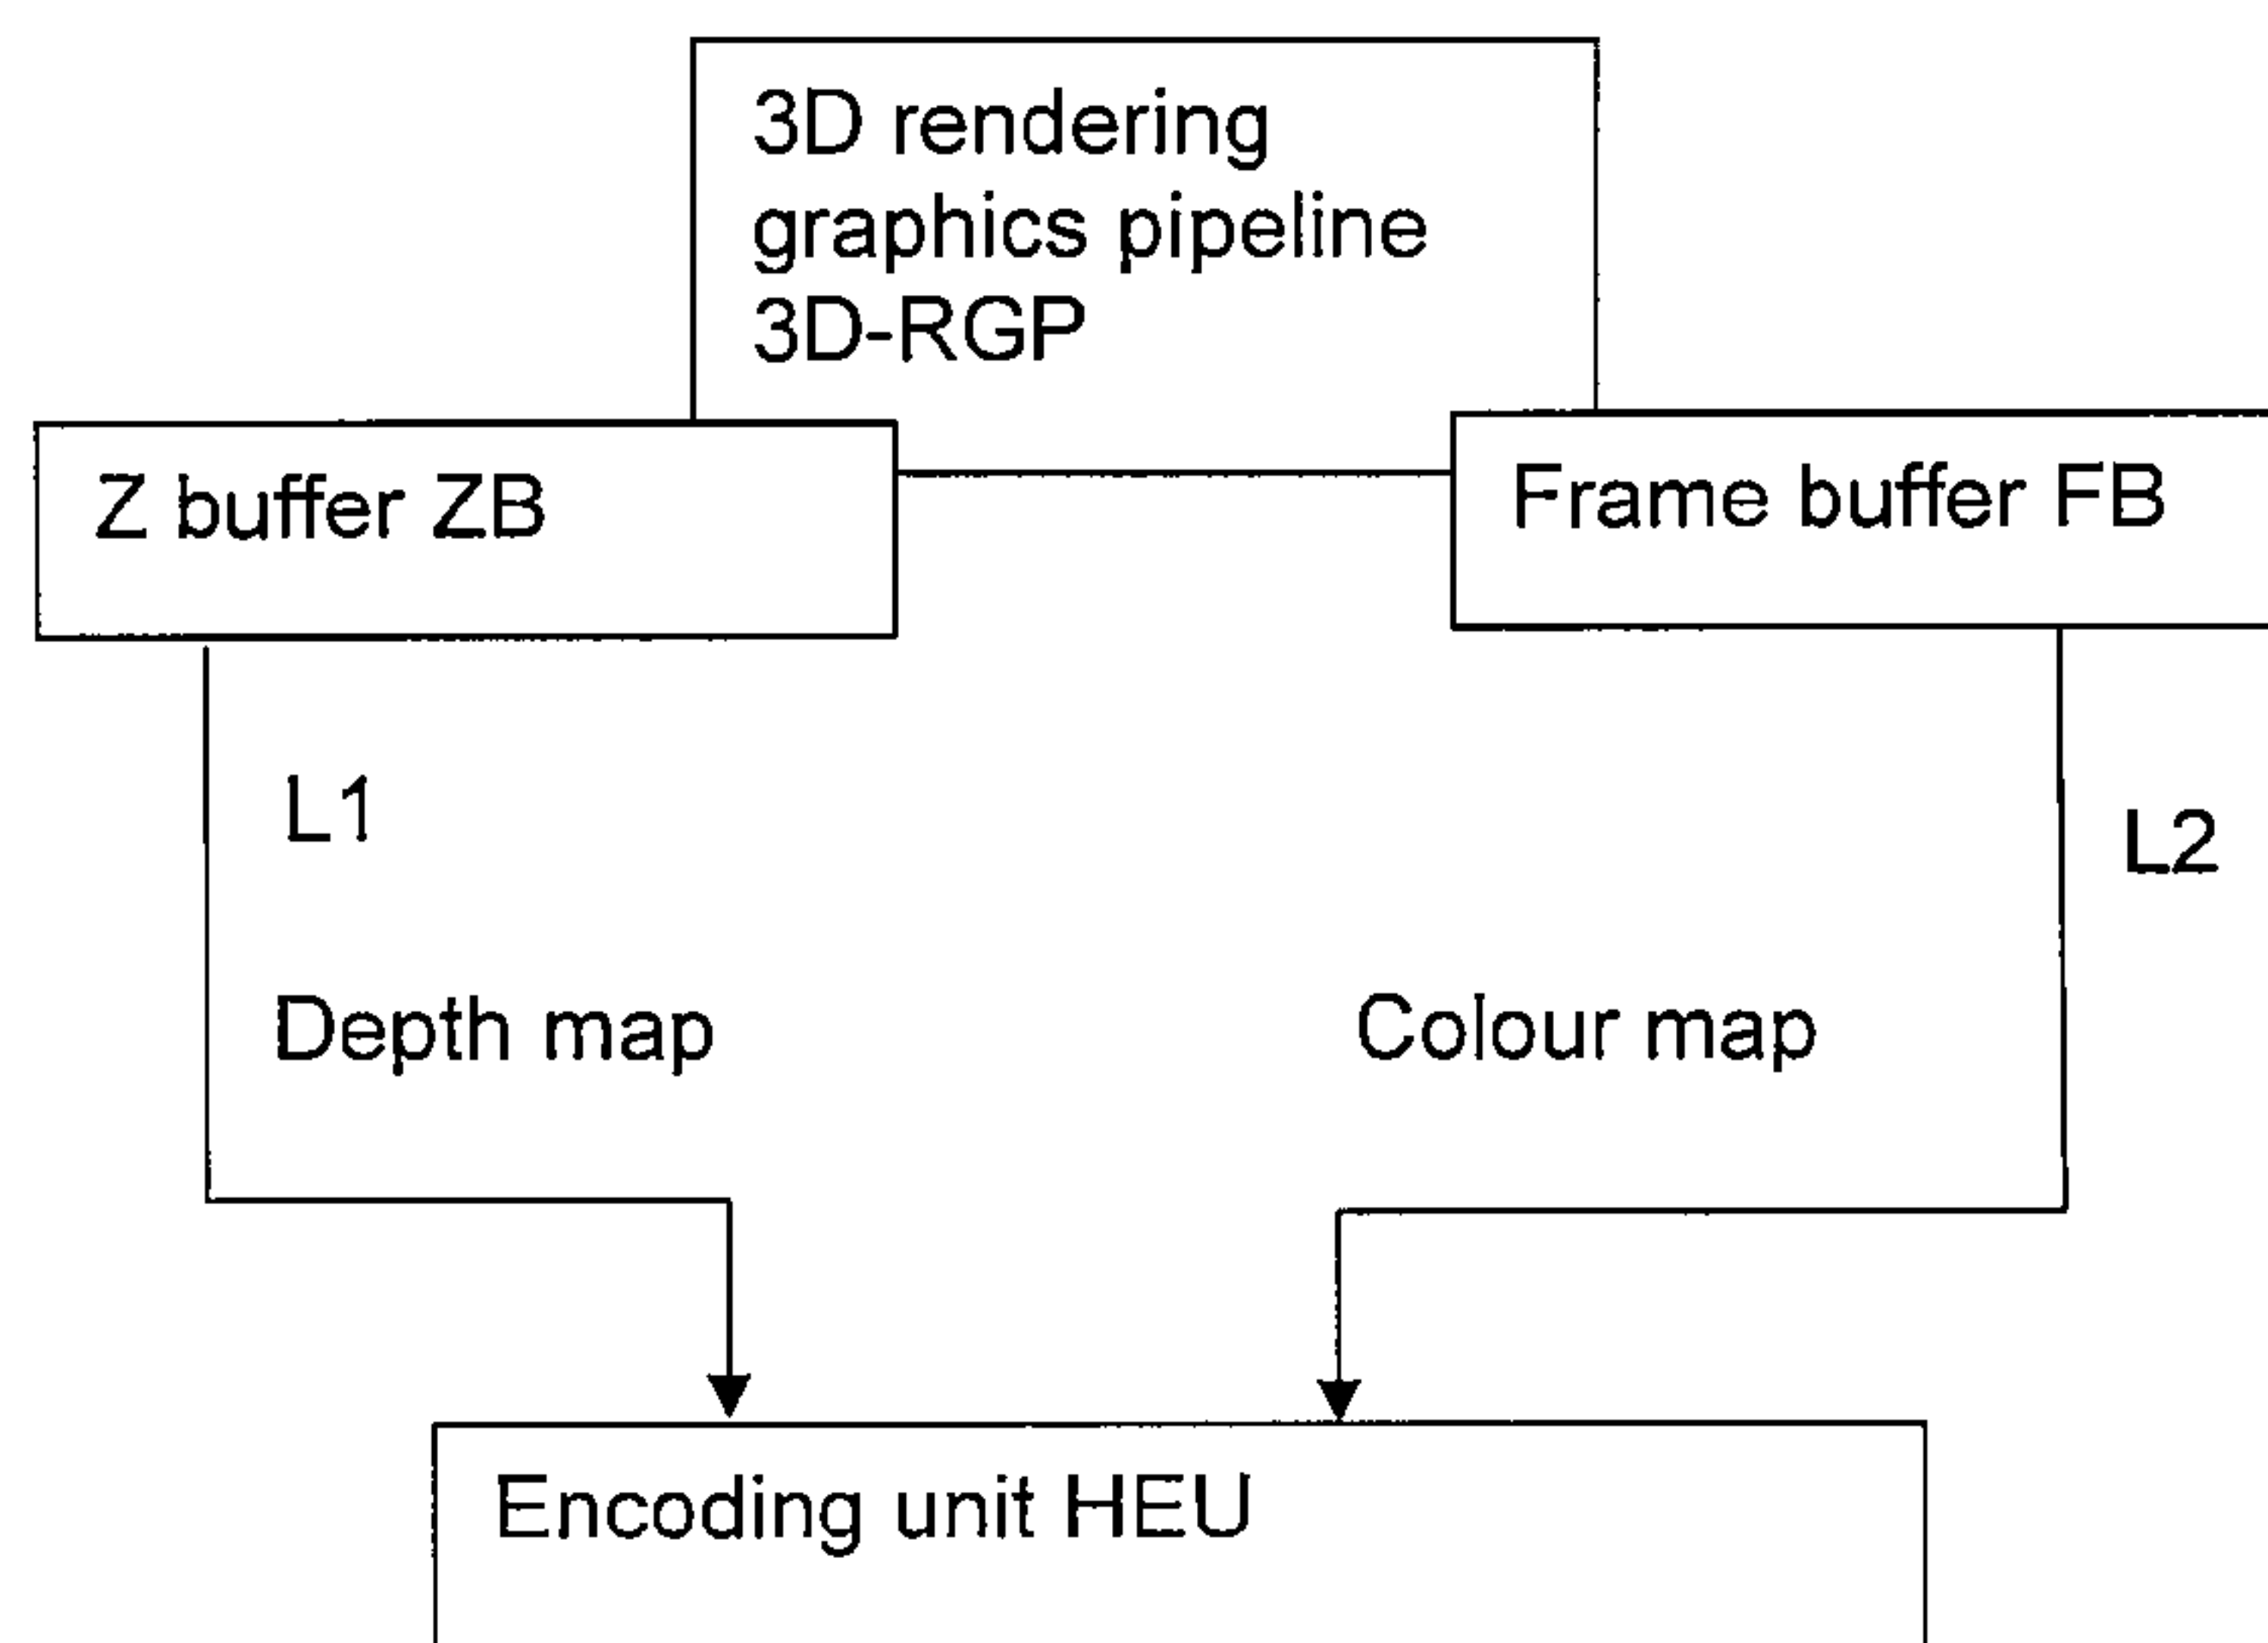 3D rendering
graphics pipeline
3D-RGP
Z buffer ZB
Frame buffer FB
L1
L2
Depth map
Colour map
Encoding unit HEU